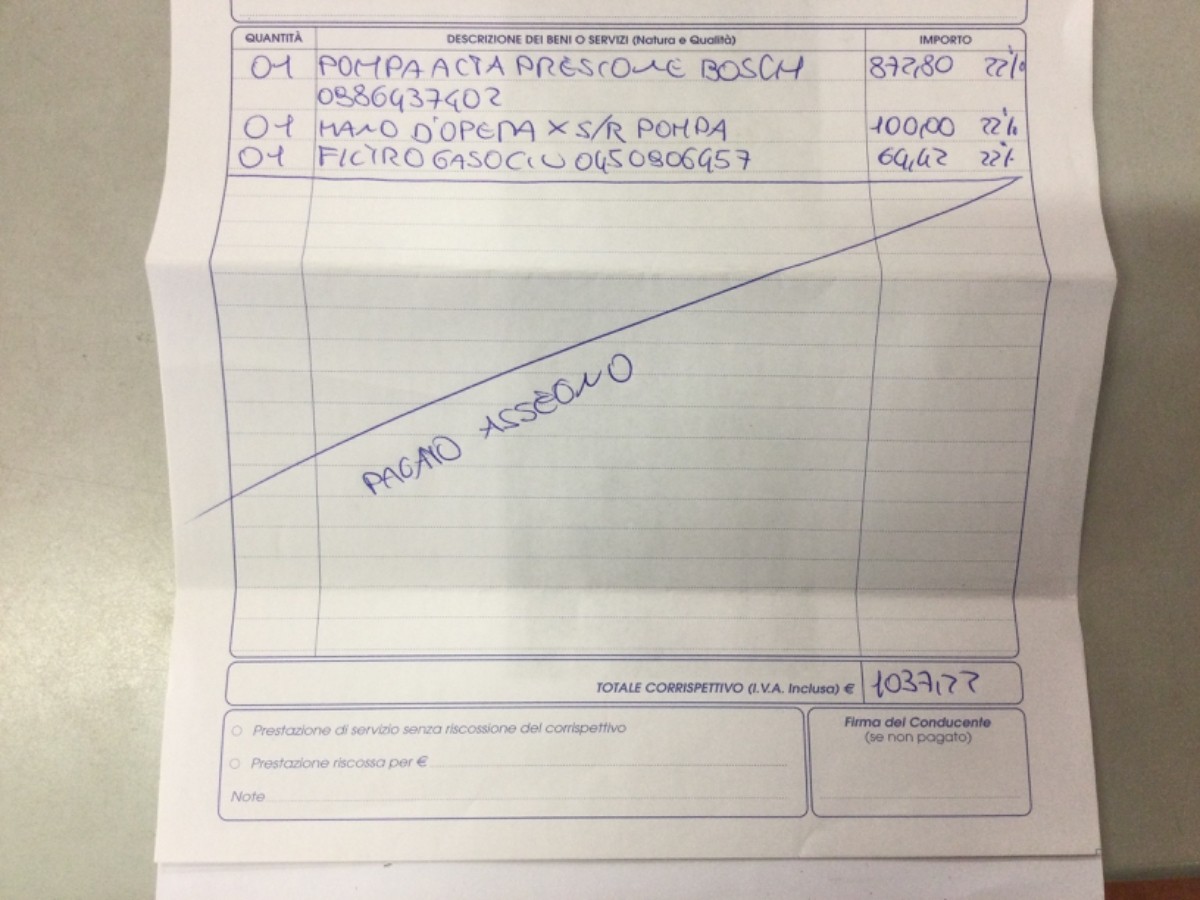 QUANTITÀ DESCRIZIONE DEI BENI O SERVIZI (Natura e Qualità) IMPORTO
01 POMPA ALTA PRESSIONE BOSCH 872,80 22%
0986437402
01 MANO D'OPERA X S/R POMPA 100,00 22%
01 FILTRO GASOLIO 0450906457 64,42 22%
PAGATO ASSEGNO
TOTALE CORRISPETTIVO (I.V.A. Inclusa) € 1037,22
Prestazione di servizio senza riscossione del corrispettivo
Prestazione riscossa per €
Note
Firma del Conducente
(se non pagato)